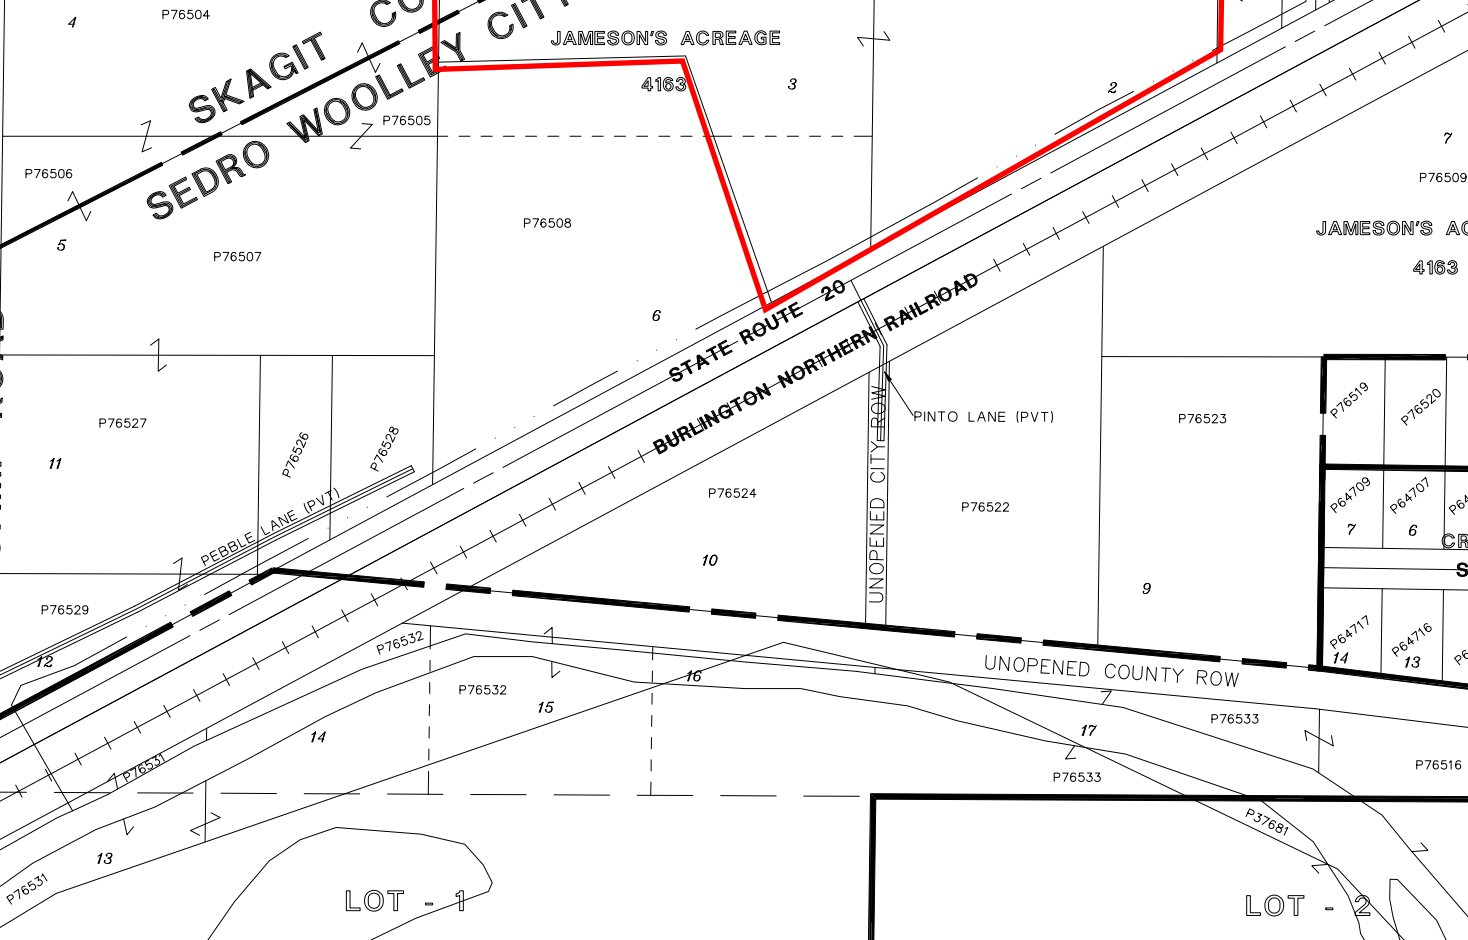 4
P76504
SKAGIT CO
SEDRO WOOLLEY CITY
JAMESON'S ACREAGE
4163
3
2
7
P76505
P76506
P76509
5
P76507
P76508
JAMESON'S AC
4163
6
STATE ROUTE 20
BURLINGTON NORTHERN RAILROAD
P76527
P76526
P76528
11
PINTO LANE (PVT)
P76523
P76519
P76520
UNOPENED CITY ROW
P76524
P76522
P64709
P64707
P64
7
6
CR
S
PEBBLE LANE (PVT)
10
9
P76529
P76532
P64717
P64716
P6
12
14
13
UNOPENED COUNTY ROW
P76532
16
15
14
17
P76533
P76531
P76533
P76516
P37681
13
P76531
LOT - 1
LOT - 2